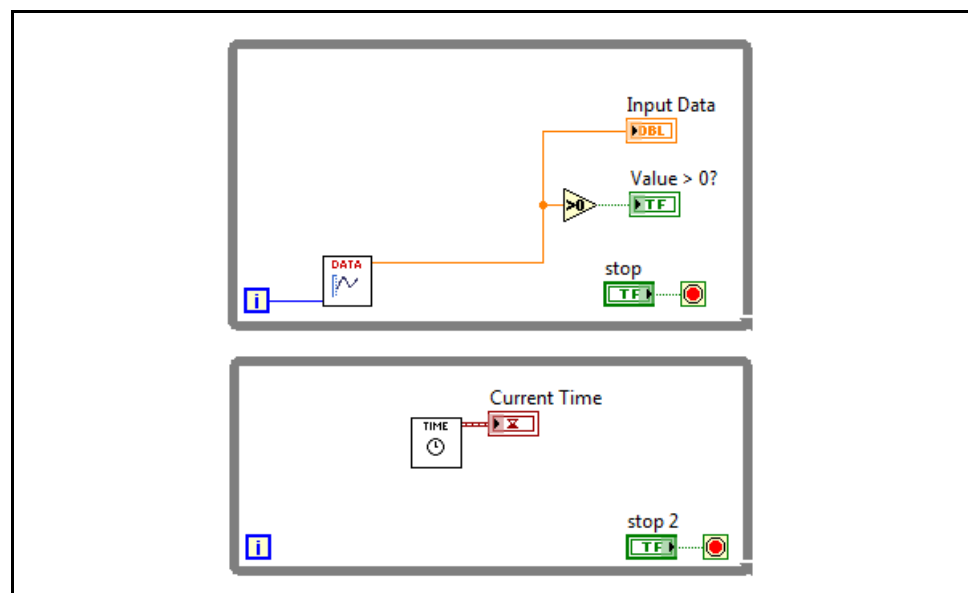 Input Data
DBL
Value > 0?
>0
TF
DATA
stop
TF
i
Current Time
TIME
stop 2
TF
i